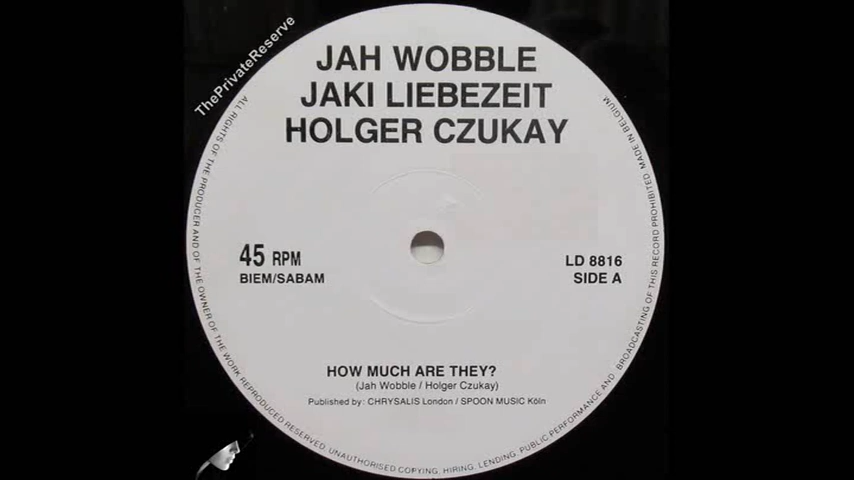 ThePrivateReserve
JAH WOBBLE
JAKI LIEBEZEIT
HOLGER CZUKAY
45 RPM
BIEM/SABAM
LD 8816
SIDE A
HOW MUCH ARE THEY?
(Jah Wobble / Holger Czukay)
Published by: CHRYSALIS London / SPOON MUSIC Köln
ALL RIGHTS OF THE PRODUCER AND OF THE OWNER OF THE WORK REPRODUCED RESERVED. UNAUTHORISED COPYING, HIRING, LENDING, PUBLIC PERFORMANCE AND BROADCASTING OF THIS RECORD PROHIBITED MADE IN BELGIUM